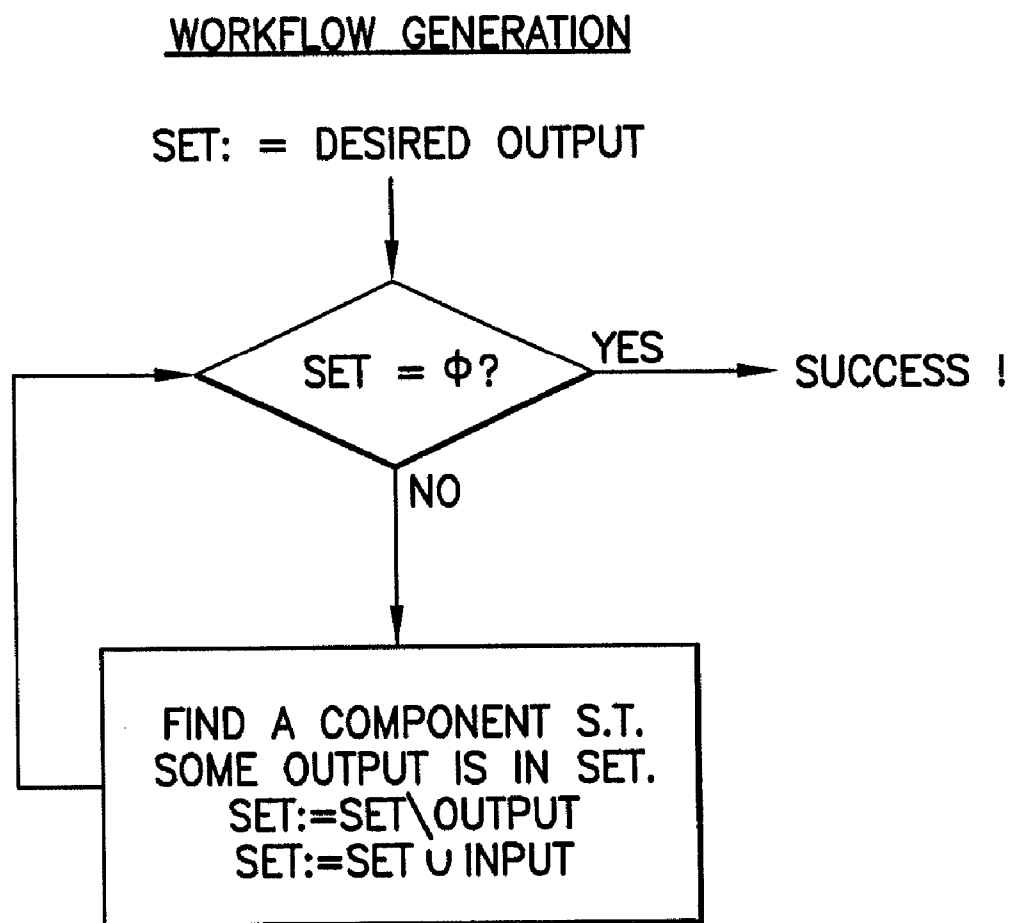 WORKFLOW GENERATION
SET: = DESIRED OUTPUT
SET = Φ?
YES
SUCCESS !
NO
FIND A COMPONENT S.T.
SOME OUTPUT IS IN SET.
SET:=SET\OUTPUT
SET:=SET ∪ INPUT